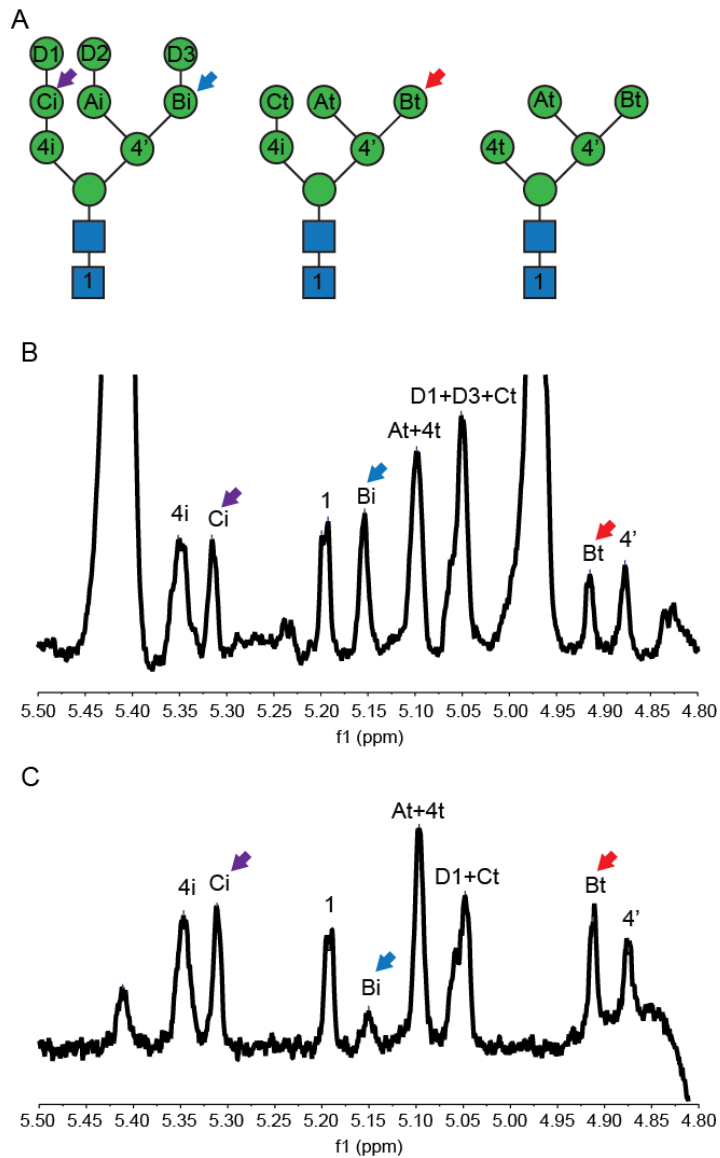 A
D1 D2 D3
Ci Ai Bi Ct At Bt At Bt
4i 4' 4i 4' 4t 4'
1 1 1
B
D1+D3+Ct
At+4t
Bi
1
4i Ci
Bt 4'
5.50 5.45 5.40 5.35 5.30 5.25 5.20 5.15 5.10 5.05 5.00 4.95 4.90 4.85 4.80
f1 (ppm)
C
At+4t
Ci D1+Ct Bt
4i 1 4'
Bi
5.50 5.45 5.40 5.35 5.30 5.25 5.20 5.15 5.10 5.05 5.00 4.95 4.90 4.85 4.80
f1 (ppm)